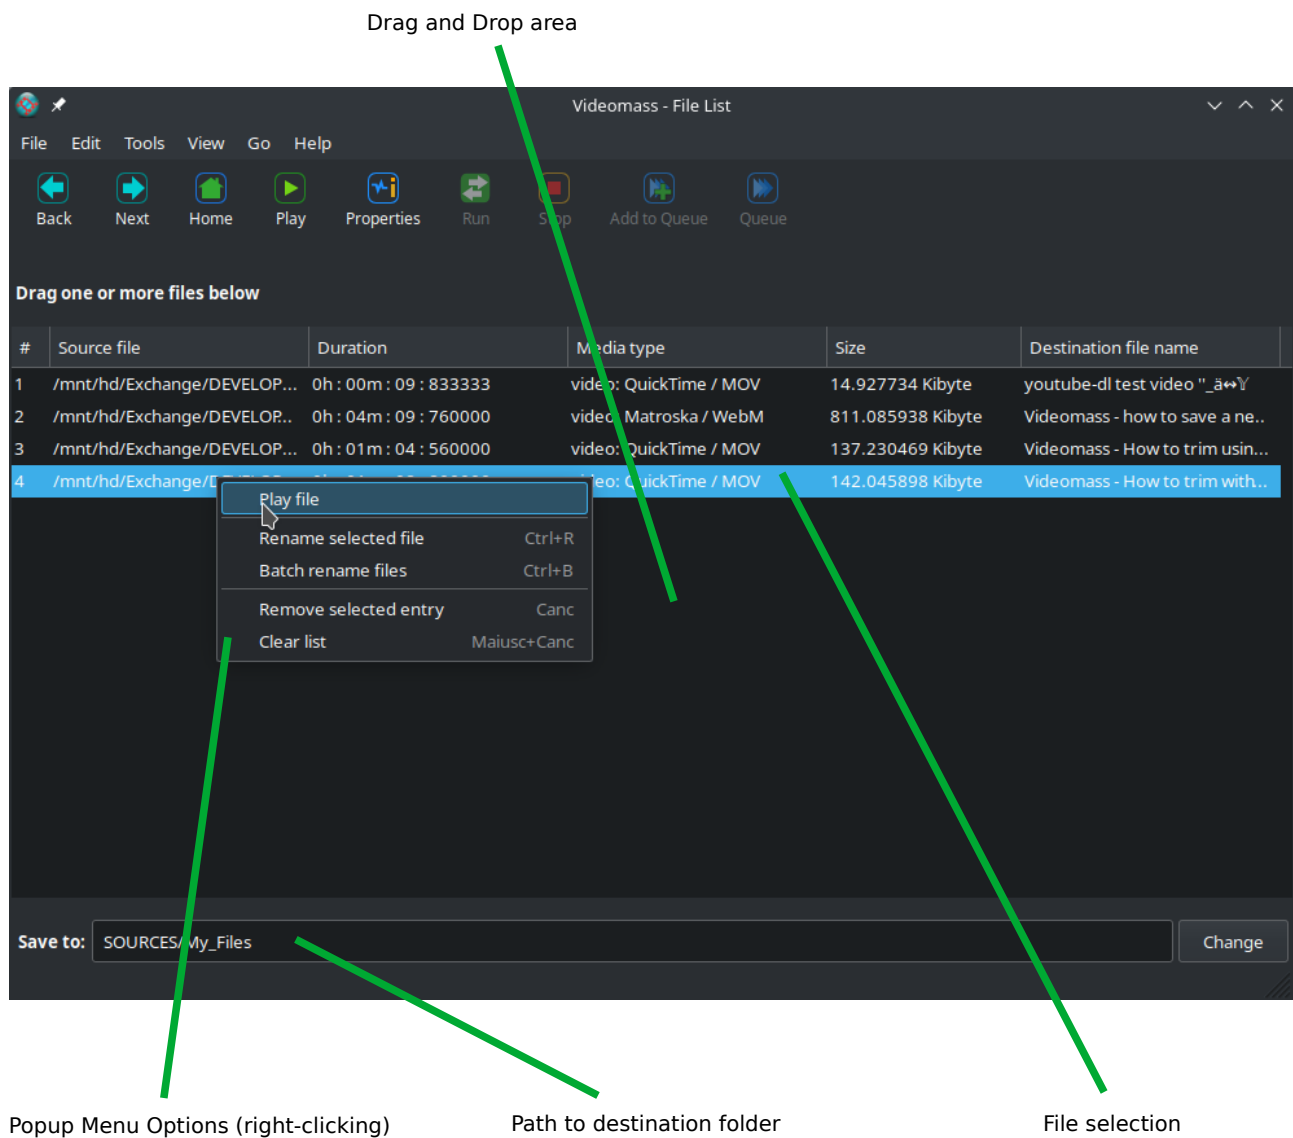 Drag and Drop area
Videomass - File List
File Edit Tools View Go Help
Back Next Home Play Properties Run Stop Add to Queue Queue
Drag one or more files below
# Source file Duration Media type Size Destination file name
1 /mnt/hd/Exchange/DEVELOP... 0h : 00m : 09 : 833333 video: QuickTime / MOV 14.927734 Kibyte youtube-dl test video ''_ä↭𝕐
2 /mnt/hd/Exchange/DEVELOP... 0h : 04m : 09 : 760000 video: Matroska / WebM 811.085938 Kibyte Videomass - how to save a ne..
3 /mnt/hd/Exchange/DEVELOP... 0h : 01m : 04 : 560000 video: QuickTime / MOV 137.230469 Kibyte Videomass - How to trim usin...
4 /mnt/hd/Exchange/ QuickTime / MOV 142.045898 Kibyte Videomass - How to trim with...
Play file
Rename selected file Ctrl+R
Batch rename files Ctrl+B
Remove selected entry Canc
Clear list Maiusc+Canc
Save to: SOURCES/My_Files Change
Popup Menu Options (right-clicking) Path to destination folder File selection